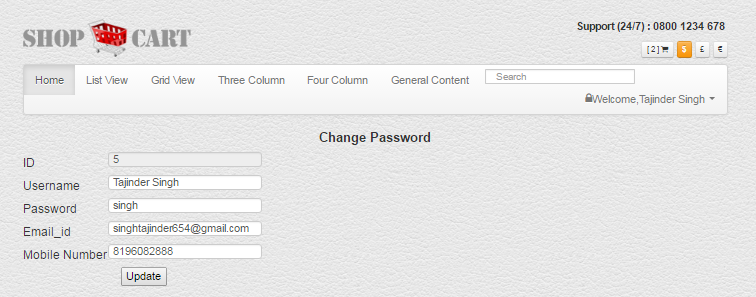 SHOP CART
Support (24/7) : 0800 1234 678
[ 2 ] $ £ €
Home List View Grid View Three Column Four Column General Content Search
Welcome,Tajinder Singh
Change Password
ID 5
Username Tajinder Singh
Password singh
Email_id singhtajinder654@gmail.com
Mobile Number 8196082888
Update